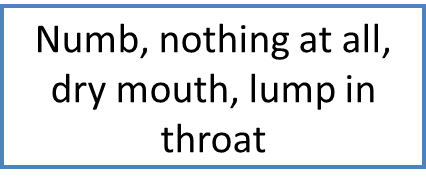 Numb, nothing at all,
dry mouth, lump in
throat